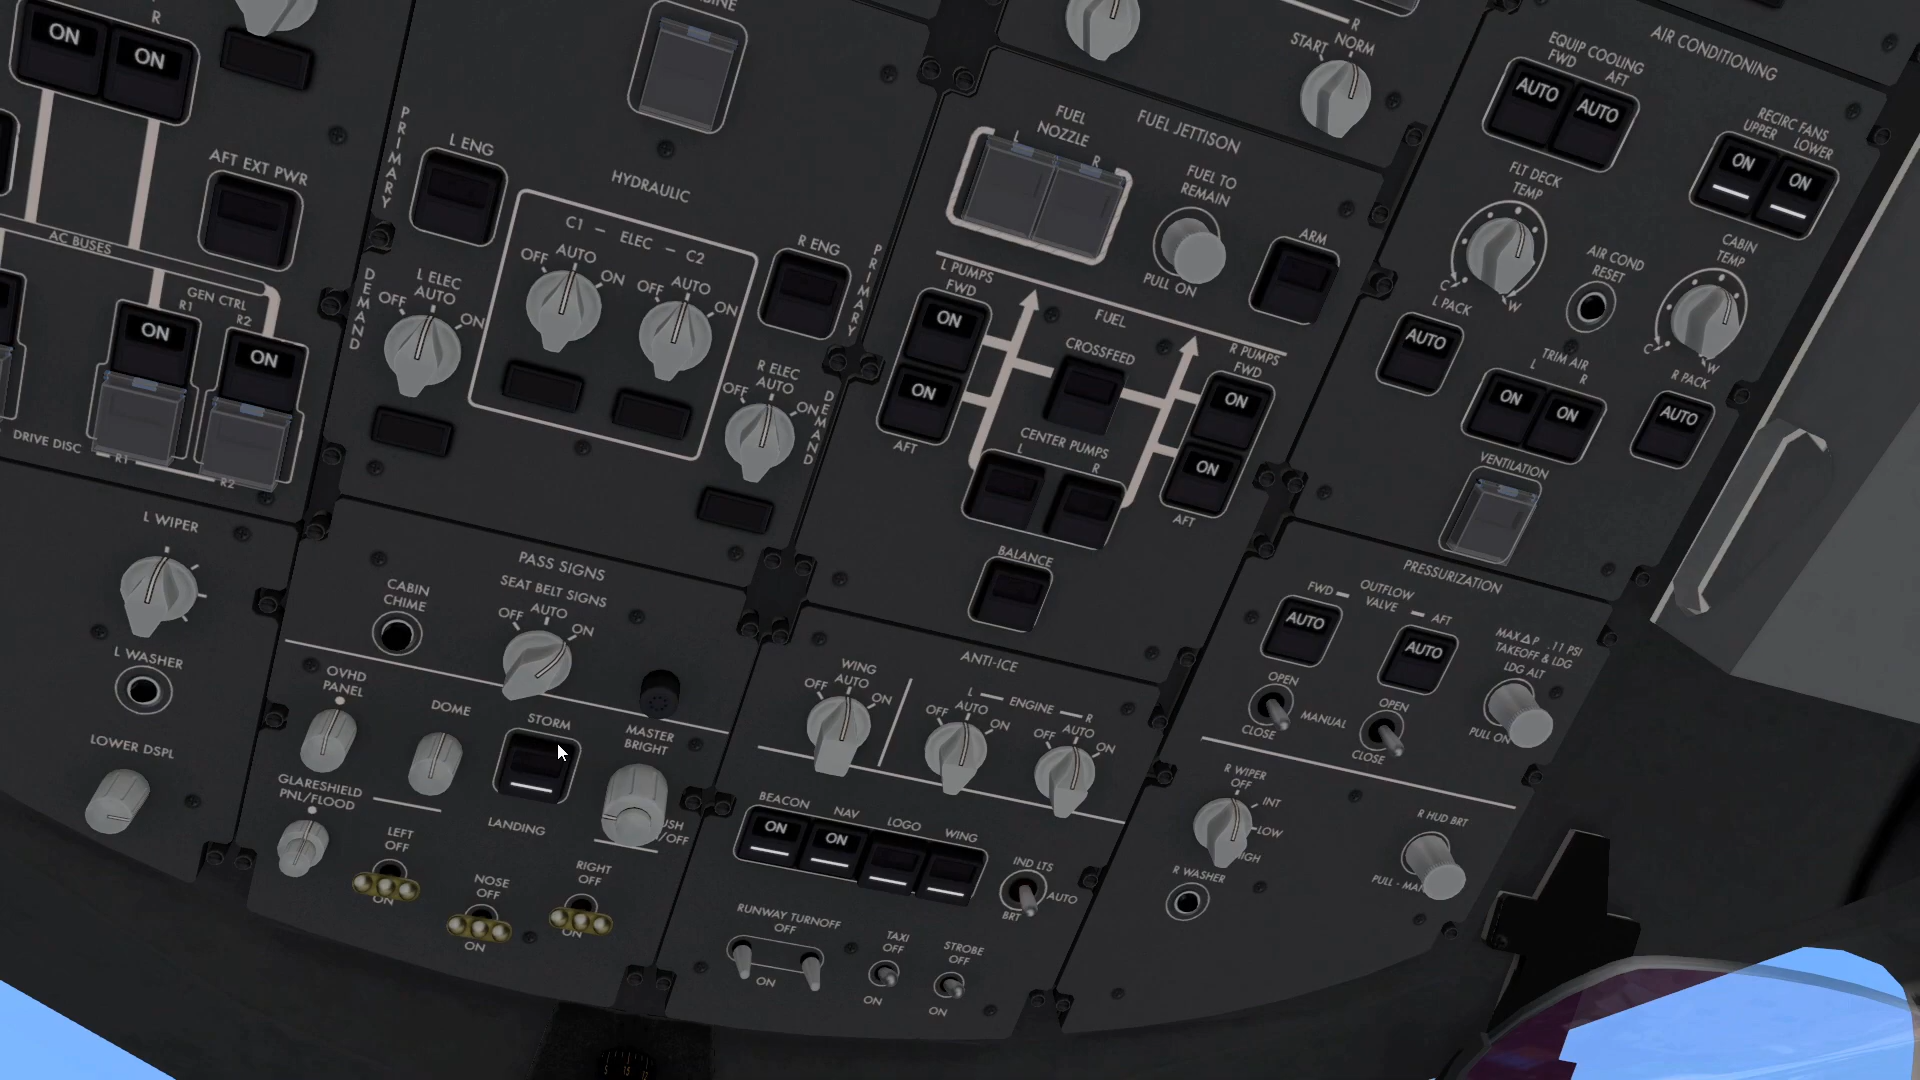 R
ON
ON
AFT EXT PWR
AC BUSES
GEN CTRL
R1
R2
ON
ON
DRIVE DISC
R1
R2
PRIMARY
L ENG
HYDRAULIC
C1 – ELEC – C2
OFF
AUTO
ON
OFF
AUTO
ON
R ENG
PRIMARY
DEMAND
L ELEC
AUTO
OFF
ON
R ELEC
AUTO
OFF
ON
DEMAND
START
R
NORM
FUEL JETTISON
FUEL
NOZZLE
L
R
FUEL TO
REMAIN
PULL ON
ARM
L PUMPS
FWD
ON
ON
AFT
FUEL
CROSSFEED
R PUMPS
FWD
ON
ON
AFT
CENTER PUMPS
L
R
BALANCE
AIR CONDITIONING
EQUIP COOLING
FWD
AFT
AUTO
AUTO
RECIRC FANS
UPPER
LOWER
ON
ON
FLT DECK
TEMP
C
W
AIR COND
RESET
CABIN
TEMP
C
W
L PACK
AUTO
TRIM AIR
L
R
ON
ON
R PACK
AUTO
VENTILATION
L WIPER
L WASHER
LOWER DSPL
PASS SIGNS
CABIN
CHIME
SEAT BELT SIGNS
OFF
AUTO
ON
OVHD
PANEL
DOME
STORM
MASTER
BRIGHT
GLARESHIELD
PNL/FLOOD
LANDING
LEFT
OFF
ON
NOSE
OFF
ON
RIGHT
OFF
ON
ANTI-ICE
WING
AUTO
OFF
ON
L – ENGINE – R
OFF
AUTO
ON
OFF
AUTO
ON
BEACON
NAV
LOGO
WING
ON
ON
IND LTS
AUTO
BRT
RUNWAY TURNOFF
OFF
ON
TAXI
OFF
ON
STROBE
OFF
ON
PRESSURIZATION
FWD – OUTFLOW
VALVE – AFT
AUTO
AUTO
MAX Δ P .11 PSI
TAKEOFF & LDG
LDG ALT
PULL ON
OPEN
CLOSE
MANUAL
OPEN
CLOSE
R WIPER
OFF
INT
LOW
R WASHER
R HUD BRT